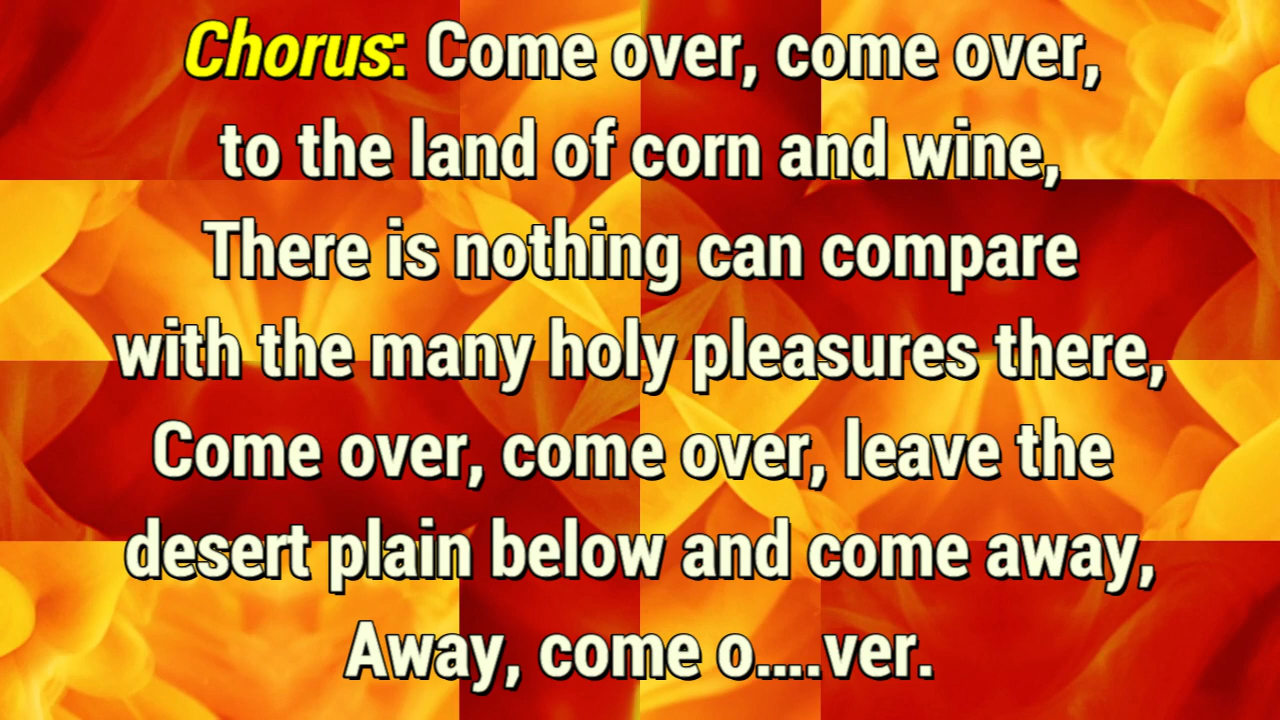 Chorus: Come over, come over,
to the land of corn and wine,
There is nothing can compare
with the many holy pleasures there,
Come over, come over, leave the
desert plain below and come away,
Away, come o....ver.